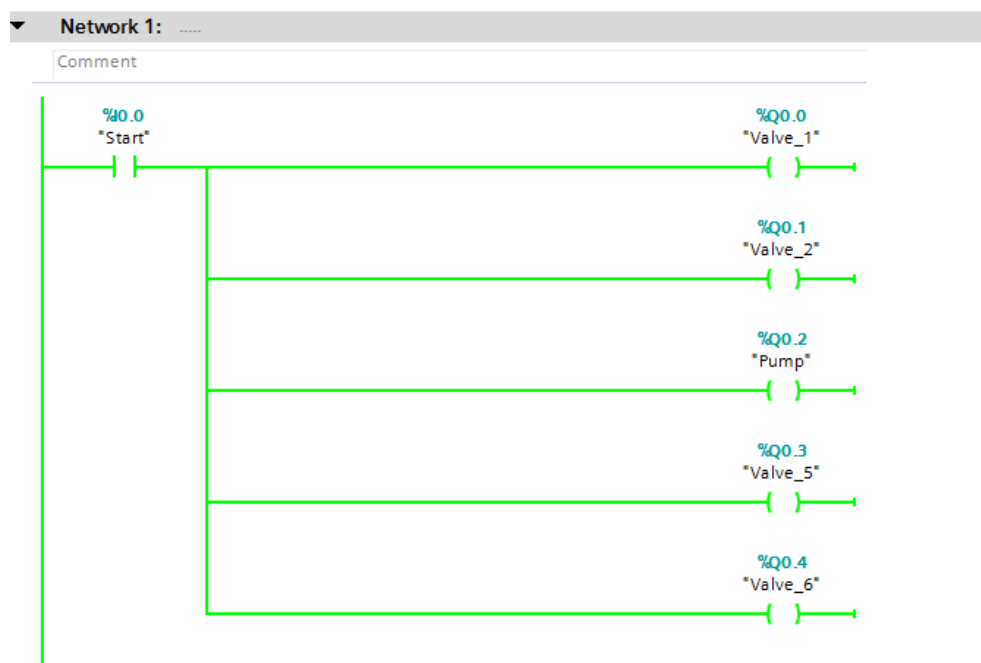 Network 1: .....
Comment
%I0.0
"Start"
%Q0.0
"Valve_1"
%Q0.1
"Valve_2"
%Q0.2
"Pump"
%Q0.3
"Valve_5"
%Q0.4
"Valve_6"